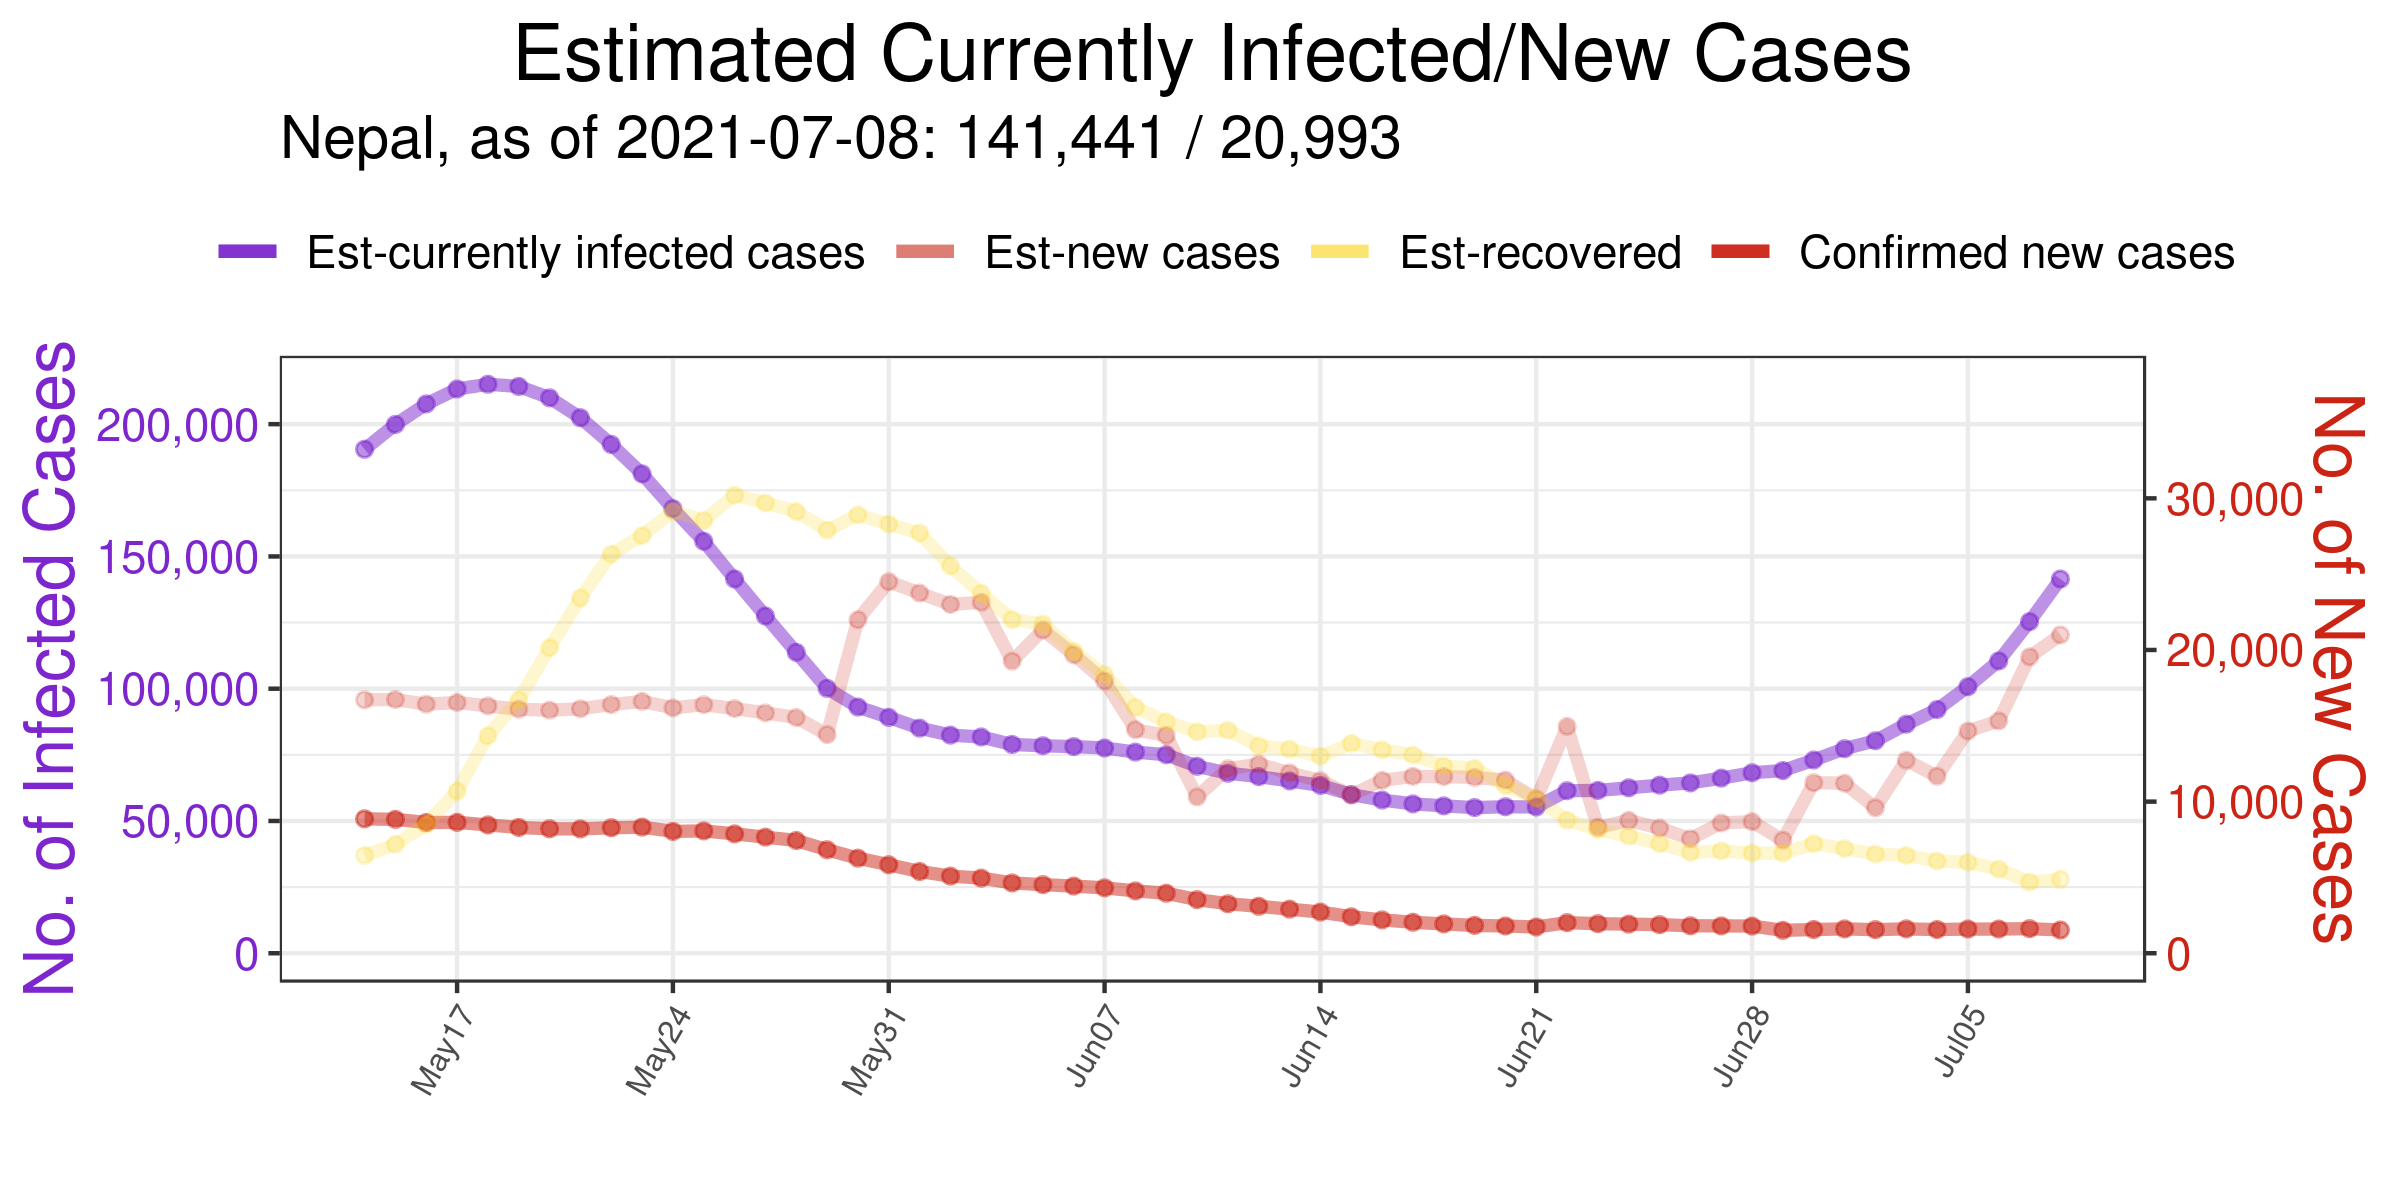 Estimated Currently Infected/New Cases
Nepal, as of 2021-07-08: 141,441 / 20,993
Est-currently infected cases Est-new cases Est-recovered Confirmed new cases
No. of Infected Cases
200,000
150,000
100,000
50,000
0
30,000
20,000
10,000
0
No. of New Cases
May17 May24 May31 Jun07 Jun14 Jun21 Jun28 Jul05